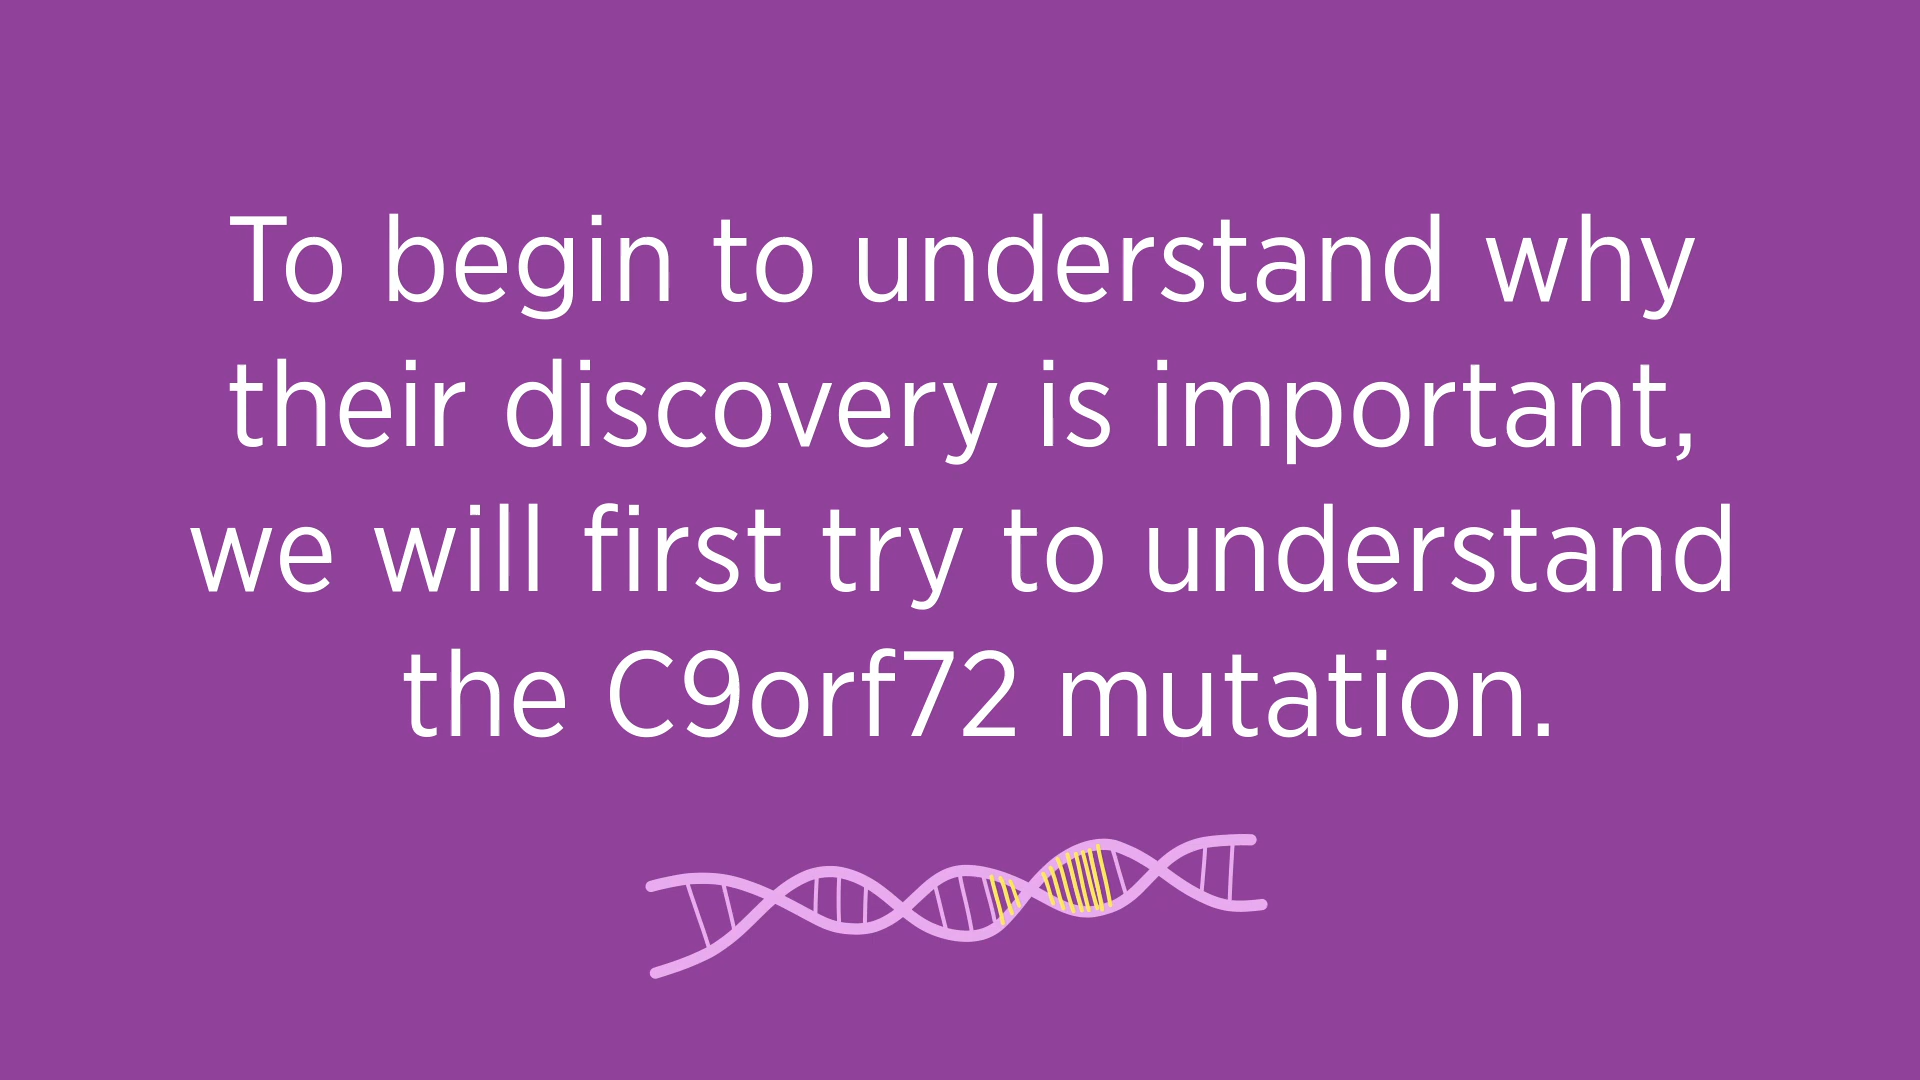 To begin to understand why
their discovery is important,
we will first try to understand
the C9orf72 mutation.